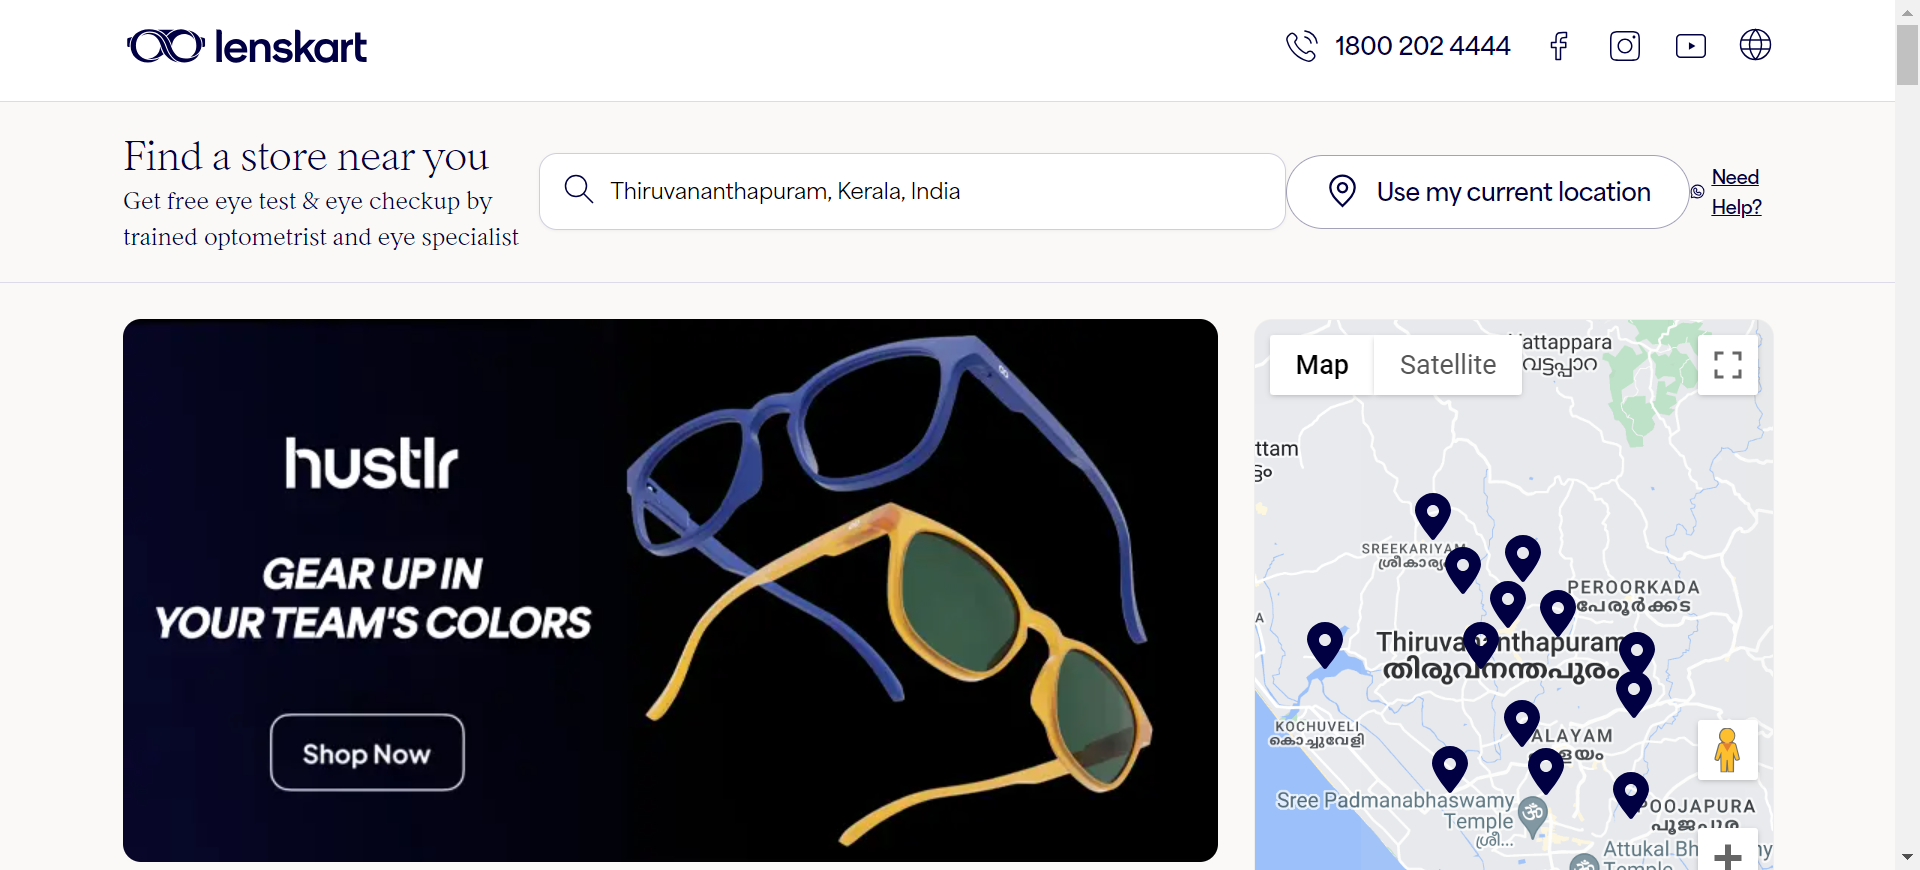 lenskart
1800 202 4444
Find a store near you
Get free eye test & eye checkup by
trained optometrist and eye specialist
Thiruvananthapuram, Kerala, India
Use my current location
Need
Help?
hustlr
GEAR UP IN
YOUR TEAM'S COLORS
Shop Now
Map
Satellite
attappara
വട്ടപ്പാറ
ttam
SREEKARIYAM
ശ്രീകാര്യം
PEROORKADA
പേരൂർക്കട
A
Thiruvananthapuram
തിരുവനന്തപുരം
KOCHUVELI
കൊച്ചുവേളി
ALAYAM
ളയം
Sree Padmanabhaswamy
Temple
ശ്രീ...
POOJAPURA
പൂജപ്പുര
Attukal Bh
y
Temple